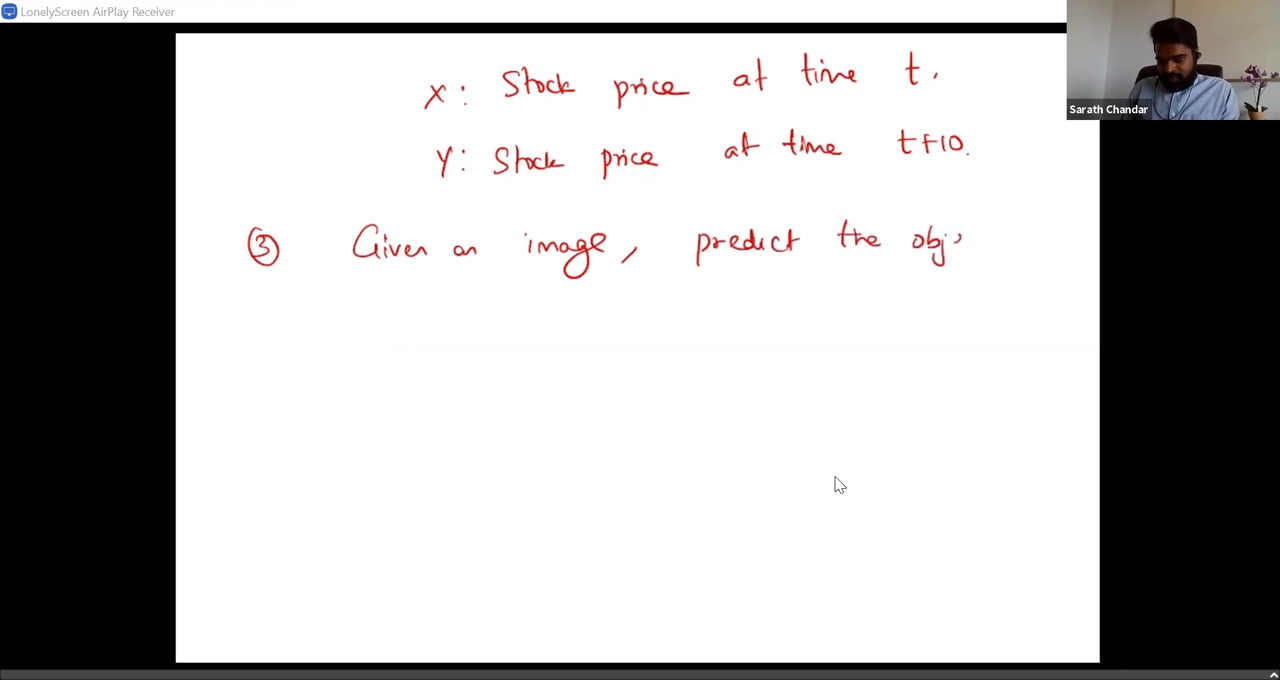 LonelyScreen AirPlay Receiver
X: Stock price at time t.
Sarath Chandar
Y: Stock price at time t+10.
③ Given an image, predict the obj